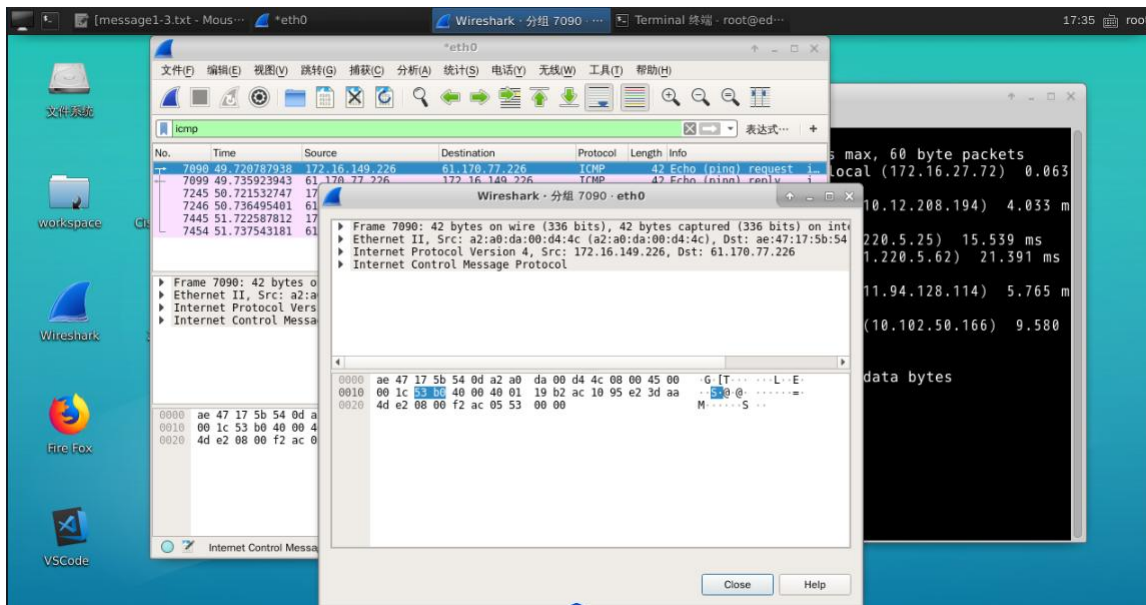 [message1-3.txt - Mous··· *eth0 Wireshark · 分组 7090 · ··· Terminal 终端 - root@ed··· 17:35 roo
*eth0
文件(F) 编辑(E) 视图(V) 跳转(G) 捕获(C) 分析(A) 统计(S) 电话(Y) 无线(W) 工具(T) 帮助(H)
文件系统
icmp 表达式··· +
No. Time Source Destination Protocol Length Info
7090 49.720787938 172.16.149.226 61.170.77.226 ICMP 42 Echo (ping) request i…
7099 49.735923943 61.170.77.226 172.16.149.226 ICMP 42 Echo (ping) reply i…
7245 50.721532747 17
7246 50.736495401 61
7445 51.722587812 17
7454 51.737543181 61
s max, 60 byte packets
local (172.16.27.72) 0.063
10.12.208.194) 4.033 m
220.5.25) 15.539 ms
1.220.5.62) 21.391 ms
11.94.128.114) 5.765 m
(10.102.50.166) 9.580
data bytes
workspace
Wireshark
Fire Fox
VSCode
Frame 7090: 42 bytes o
Ethernet II, Src: a2:a
Internet Protocol Vers
Internet Control Messa
0000 ae 47 17 5b 54 0d a
0010 00 1c 53 b0 40 00 4
0020 4d e2 08 00 f2 ac 0
Internet Control Messa
Wireshark · 分组 7090 · eth0
Frame 7090: 42 bytes on wire (336 bits), 42 bytes captured (336 bits) on inte
Ethernet II, Src: a2:a0:da:00:d4:4c (a2:a0:da:00:d4:4c), Dst: ae:47:17:5b:54
Internet Protocol Version 4, Src: 172.16.149.226, Dst: 61.170.77.226
Internet Control Message Protocol
0000 ae 47 17 5b 54 0d a2 a0 da 00 d4 4c 08 00 45 00 ·G·[T··· ···L··E·
0010 00 1c 53 b0 40 00 40 01 19 b2 ac 10 95 e2 3d aa ··S·@·@· ······=·
0020 4d e2 08 00 f2 ac 05 53 00 00 M······S ··
Close Help